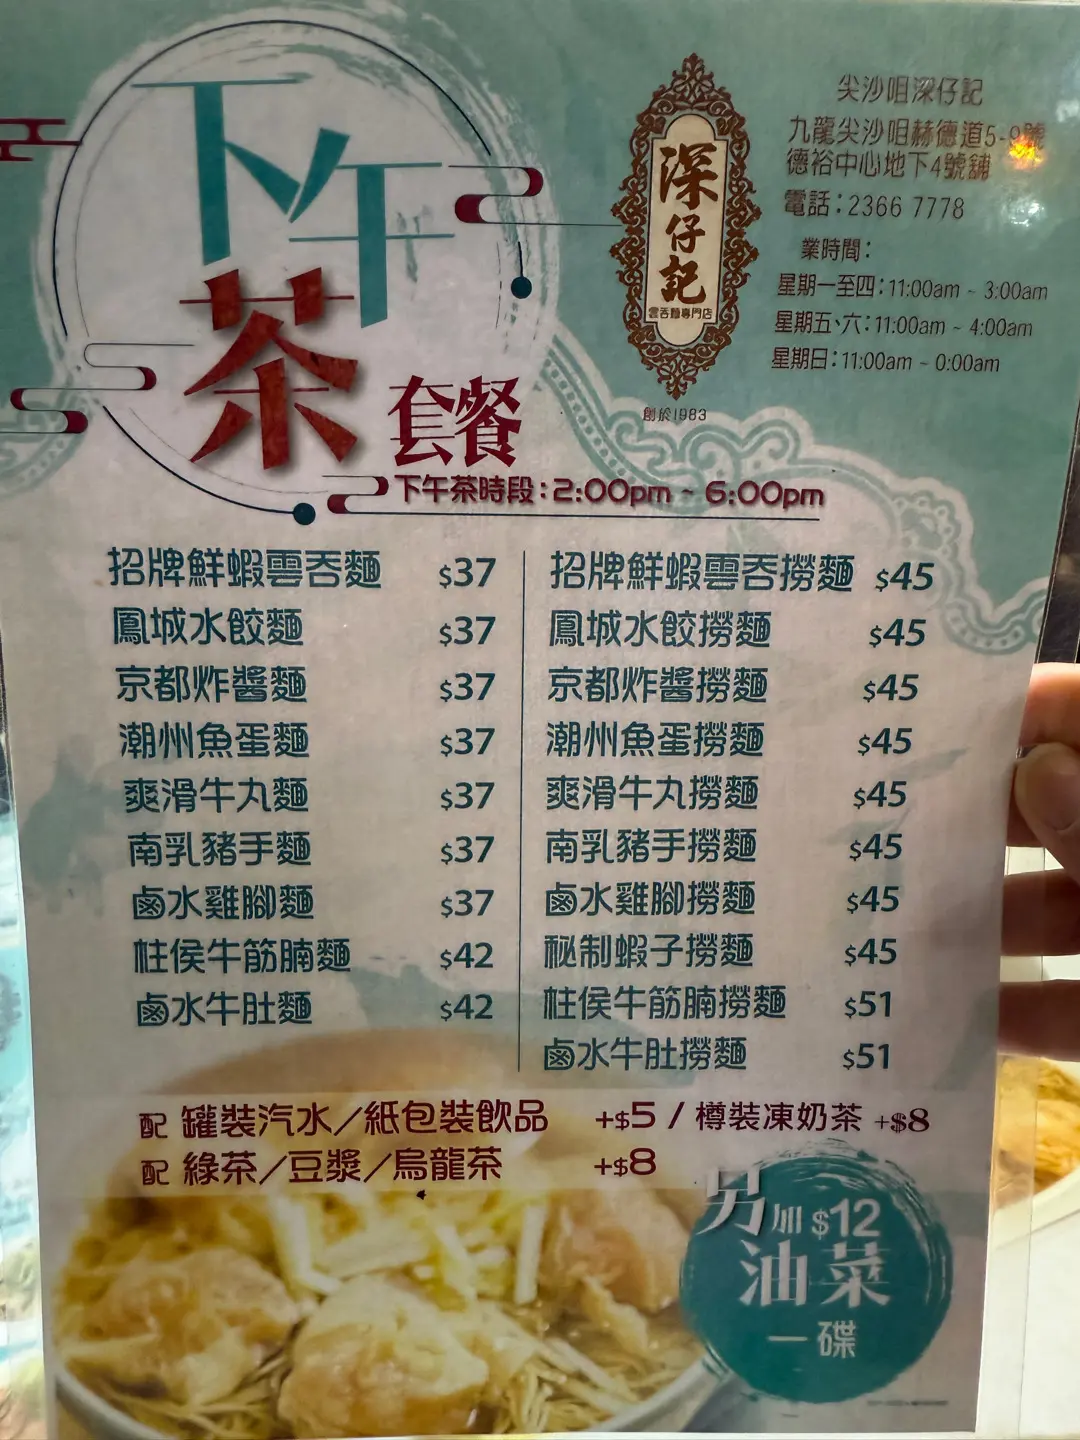 下午
茶
套餐
下午茶時段：2:00pm ~ 6:00pm
深仔記
雲吞麵專門店
創於1983
尖沙咀深仔記
九龍尖沙咀赫德道5-9號
德裕中心地下4號舖
電話：2366 7778
業時間：
星期一至四：11:00am ~ 3:00am
星期五、六：11:00am ~ 4:00am
星期日：11:00am ~ 0:00am
招牌鮮蝦雲吞麵 $37
鳳城水餃麵 $37
京都炸醬麵 $37
潮州魚蛋麵 $37
爽滑牛丸麵 $37
南乳豬手麵 $37
鹵水雞腳麵 $37
柱侯牛筋腩麵 $42
鹵水牛肚麵 $42
招牌鮮蝦雲吞撈麵 $45
鳳城水餃撈麵 $45
京都炸醬撈麵 $45
潮州魚蛋撈麵 $45
爽滑牛丸撈麵 $45
南乳豬手撈麵 $45
鹵水雞腳撈麵 $45
秘制蝦子撈麵 $45
柱侯牛筋腩撈麵 $51
鹵水牛肚撈麵 $51
配 罐裝汽水／紙包裝飲品 +$5 / 樽裝凍奶茶 +$8
配 綠茶／豆漿／烏龍茶 +$8
另加 $12
油菜
一碟